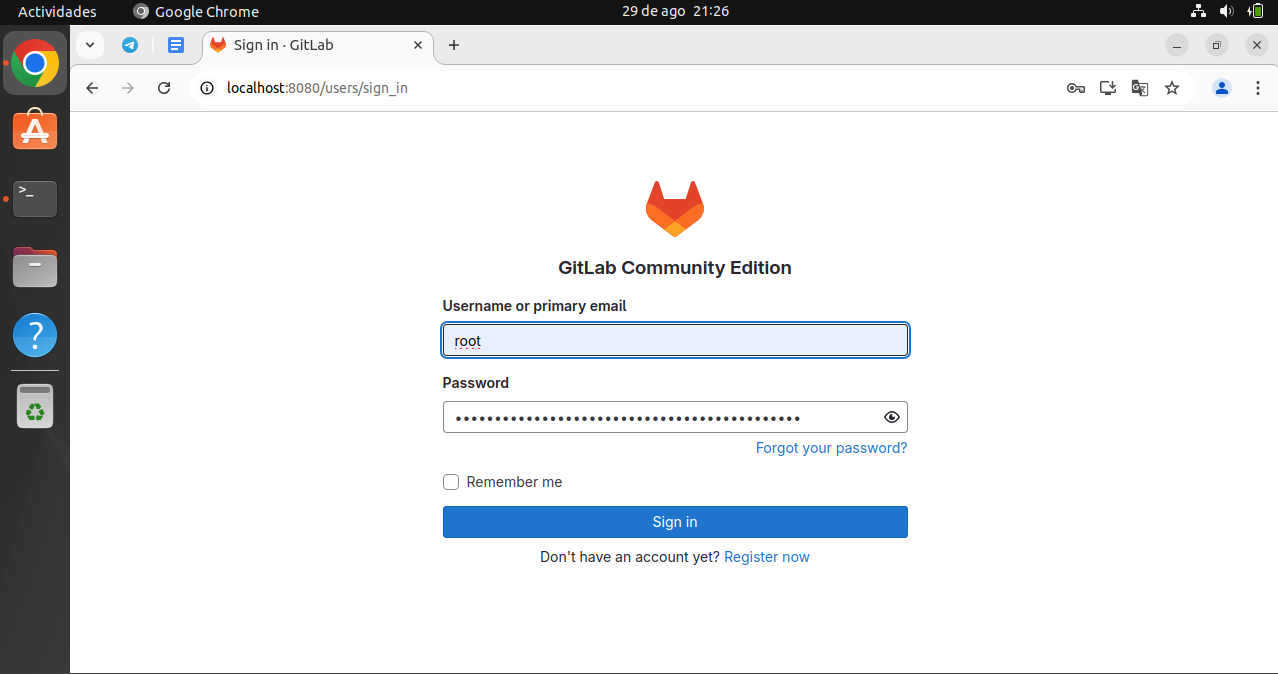 Actividades Google Chrome 29 de ago 21:26
Sign in · GitLab
localhost:8080/users/sign_in
GitLab Community Edition
Username or primary email
root
Password
••••••••••••••••••••••••••••••••••••••••••••
Forgot your password?
Remember me
Sign in
Don't have an account yet? Register now